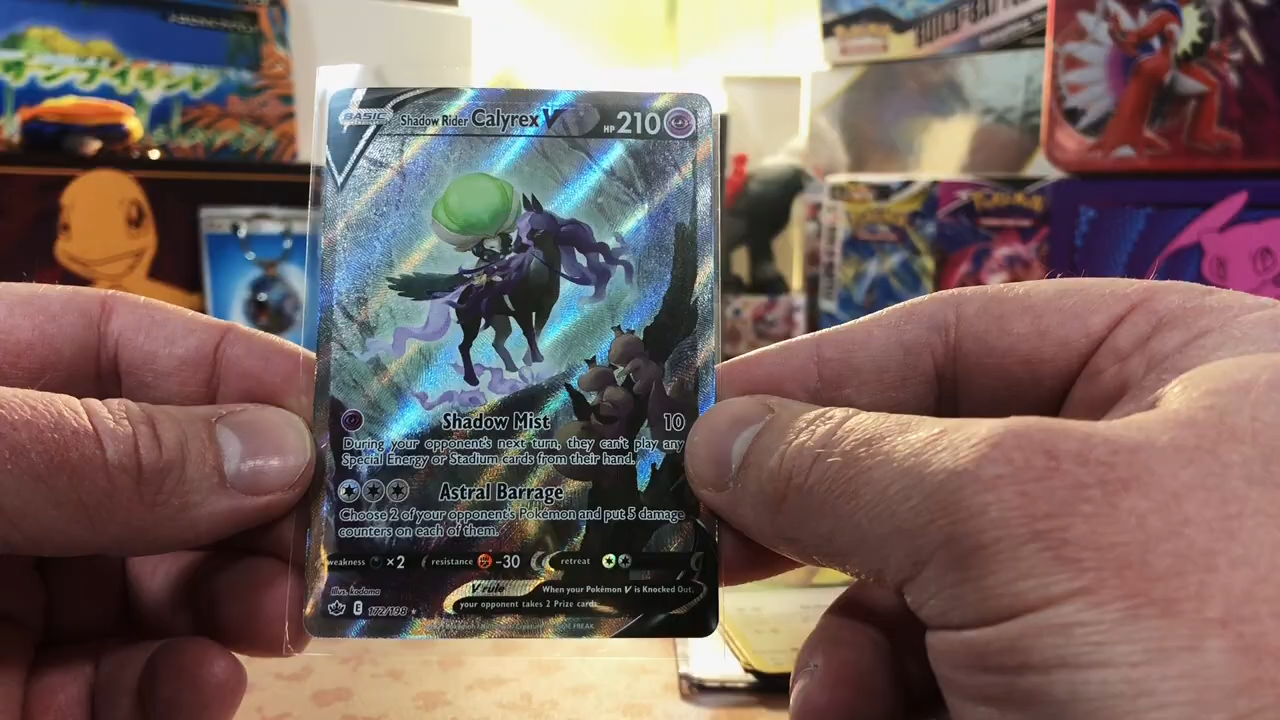 BUILD & BATTLE
BASIC Shadow Rider Calyrex V HP 210
Shadow Mist 10
During your opponent's next turn, they can't play any
Special Energy or Stadium cards from their hand.
Astral Barrage
Choose 2 of your opponent's Pokémon and put 5 damage
counters on each of them.
weakness ×2 resistance -30 retreat
V rule When your Pokémon V is Knocked Out,
your opponent takes 2 Prize cards.
Illus. kodama
E 172/198